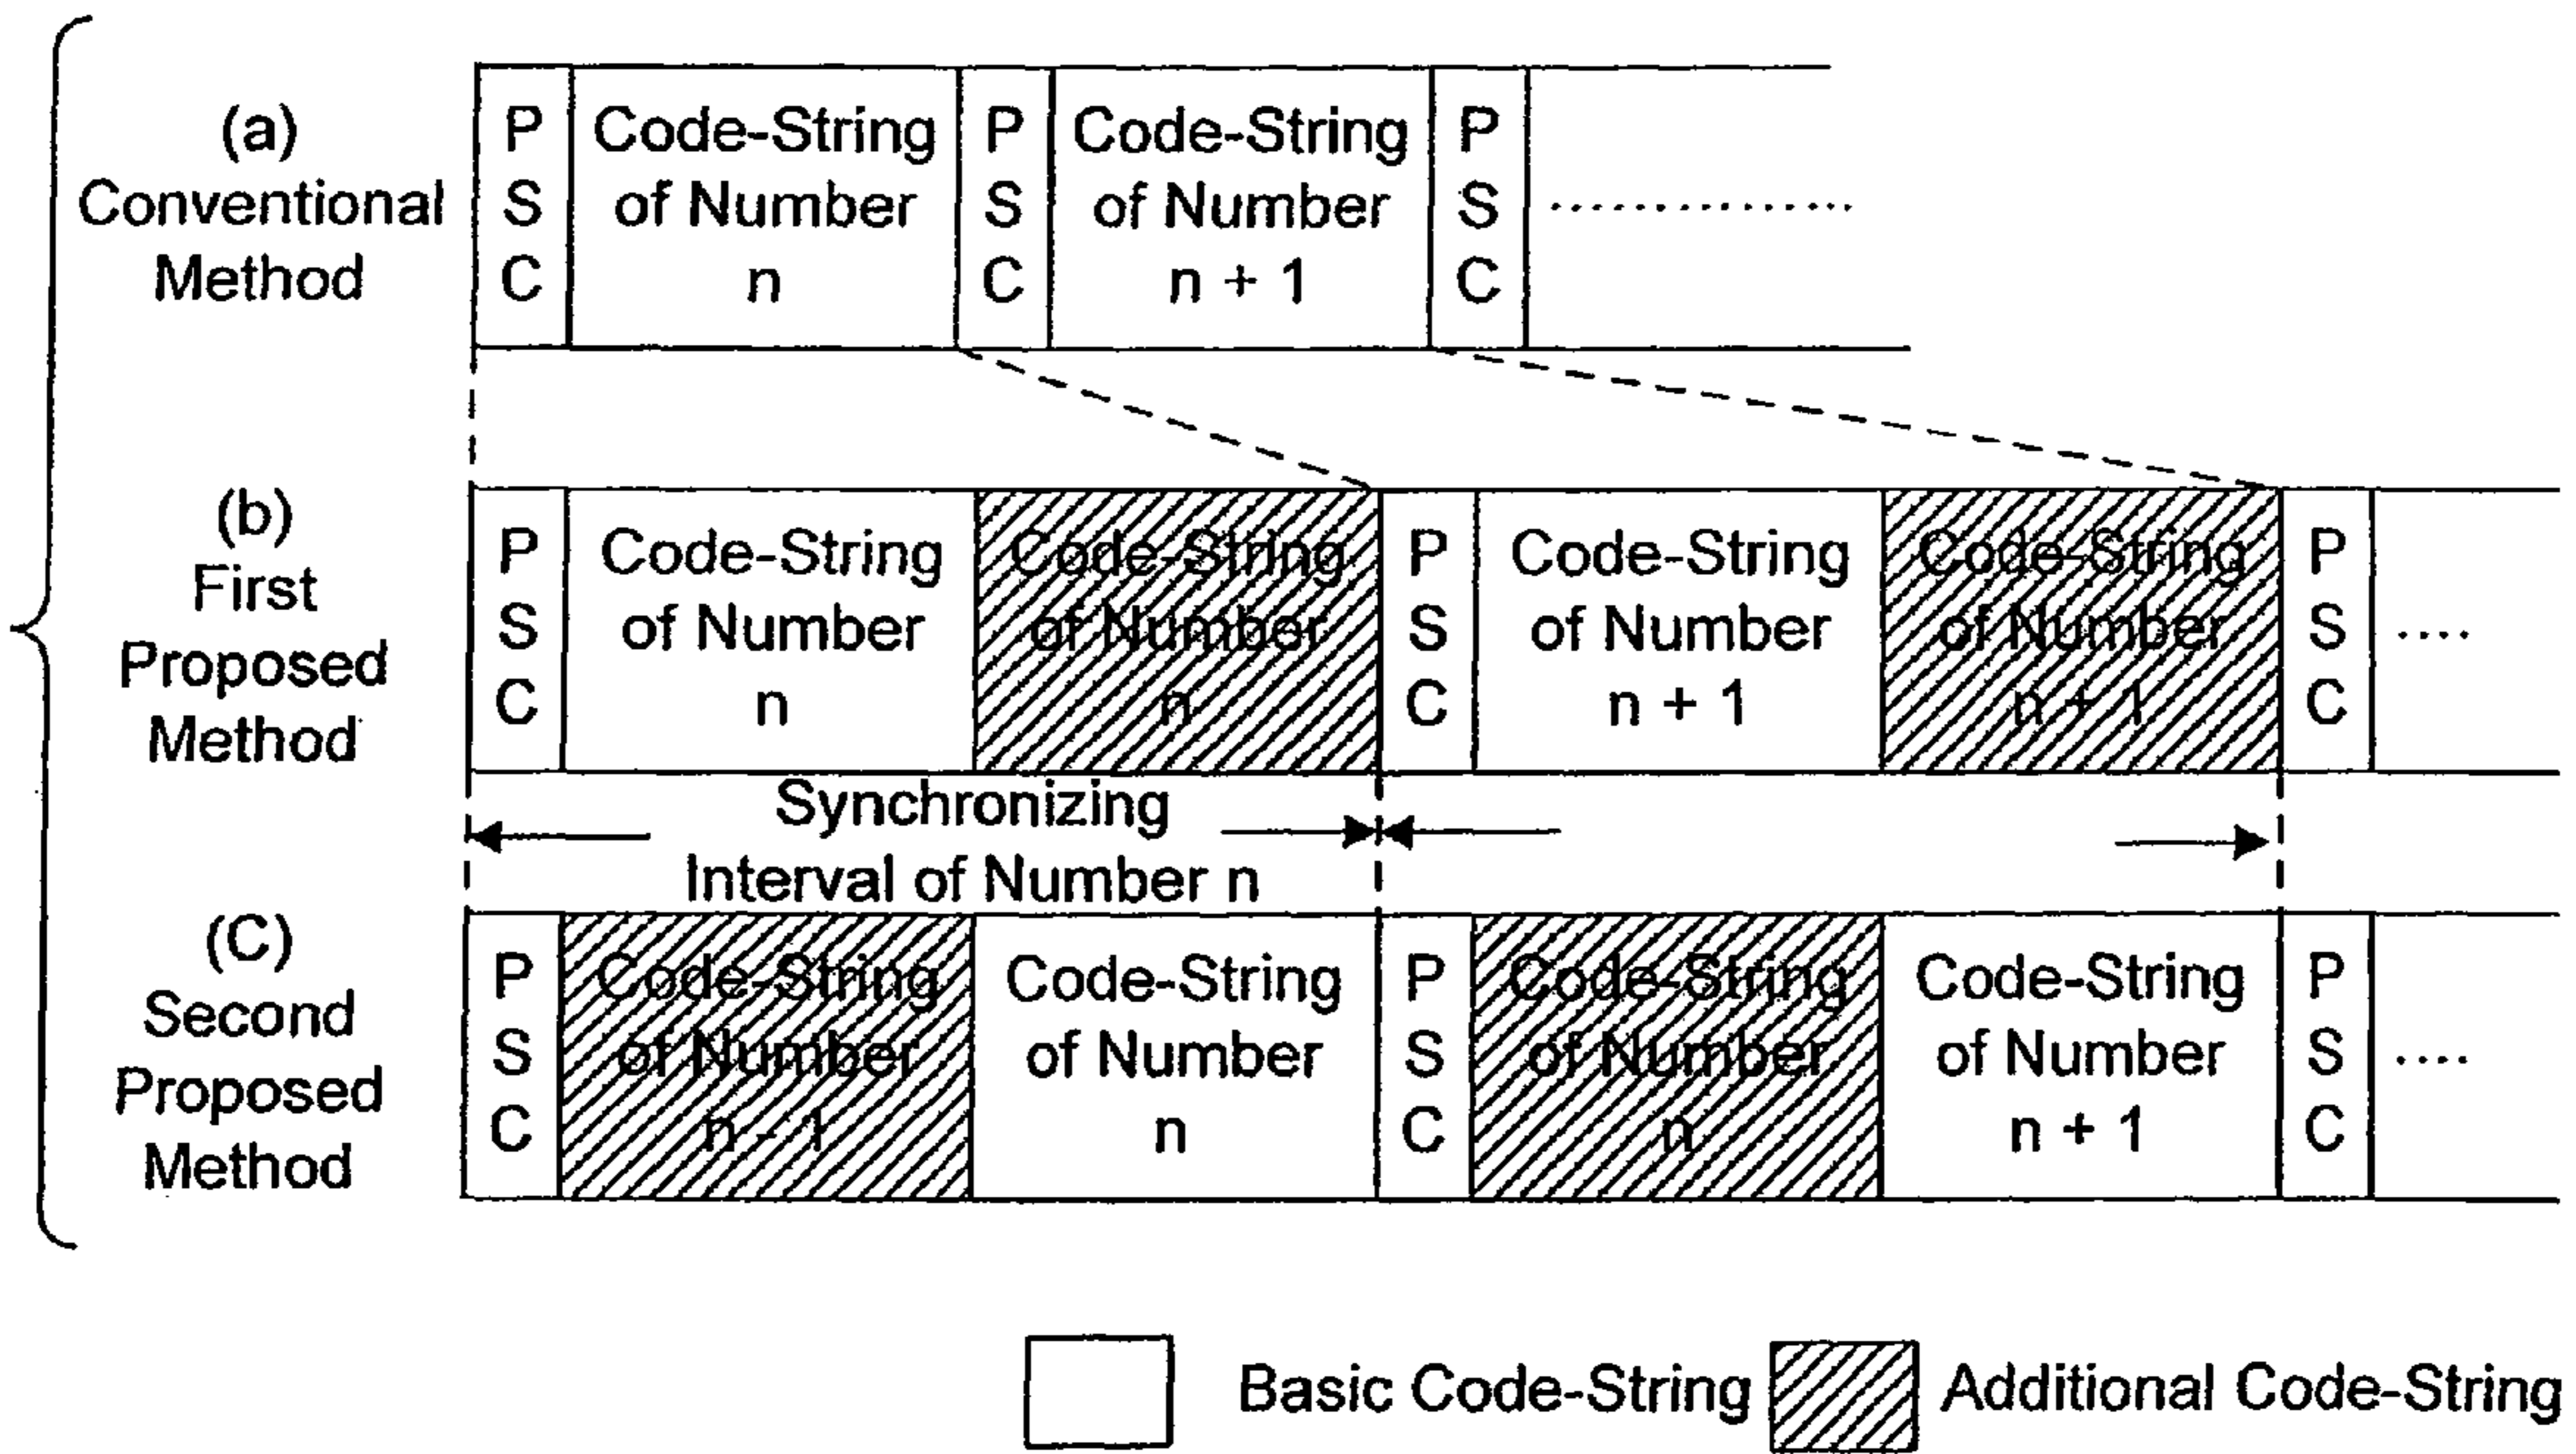 (a)
Conventional
Method
P
S
C
Code-String
of Number
n
P
S
C
Code-String
of Number
n + 1
P
S
C
(b)
First
Proposed
Method
P
S
C
Code-String
of Number
n
Code-String
of Number
n
P
S
C
Code-String
of Number
n + 1
Code-String
of Number
n + 1
P
S
C
Synchronizing
Interval of Number n
(C)
Second
Proposed
Method
P
S
C
Code-String
of Number
n - 1
Code-String
of Number
n
P
S
C
Code-String
of Number
n
Code-String
of Number
n + 1
P
S
C
Basic Code-String
Additional Code-String